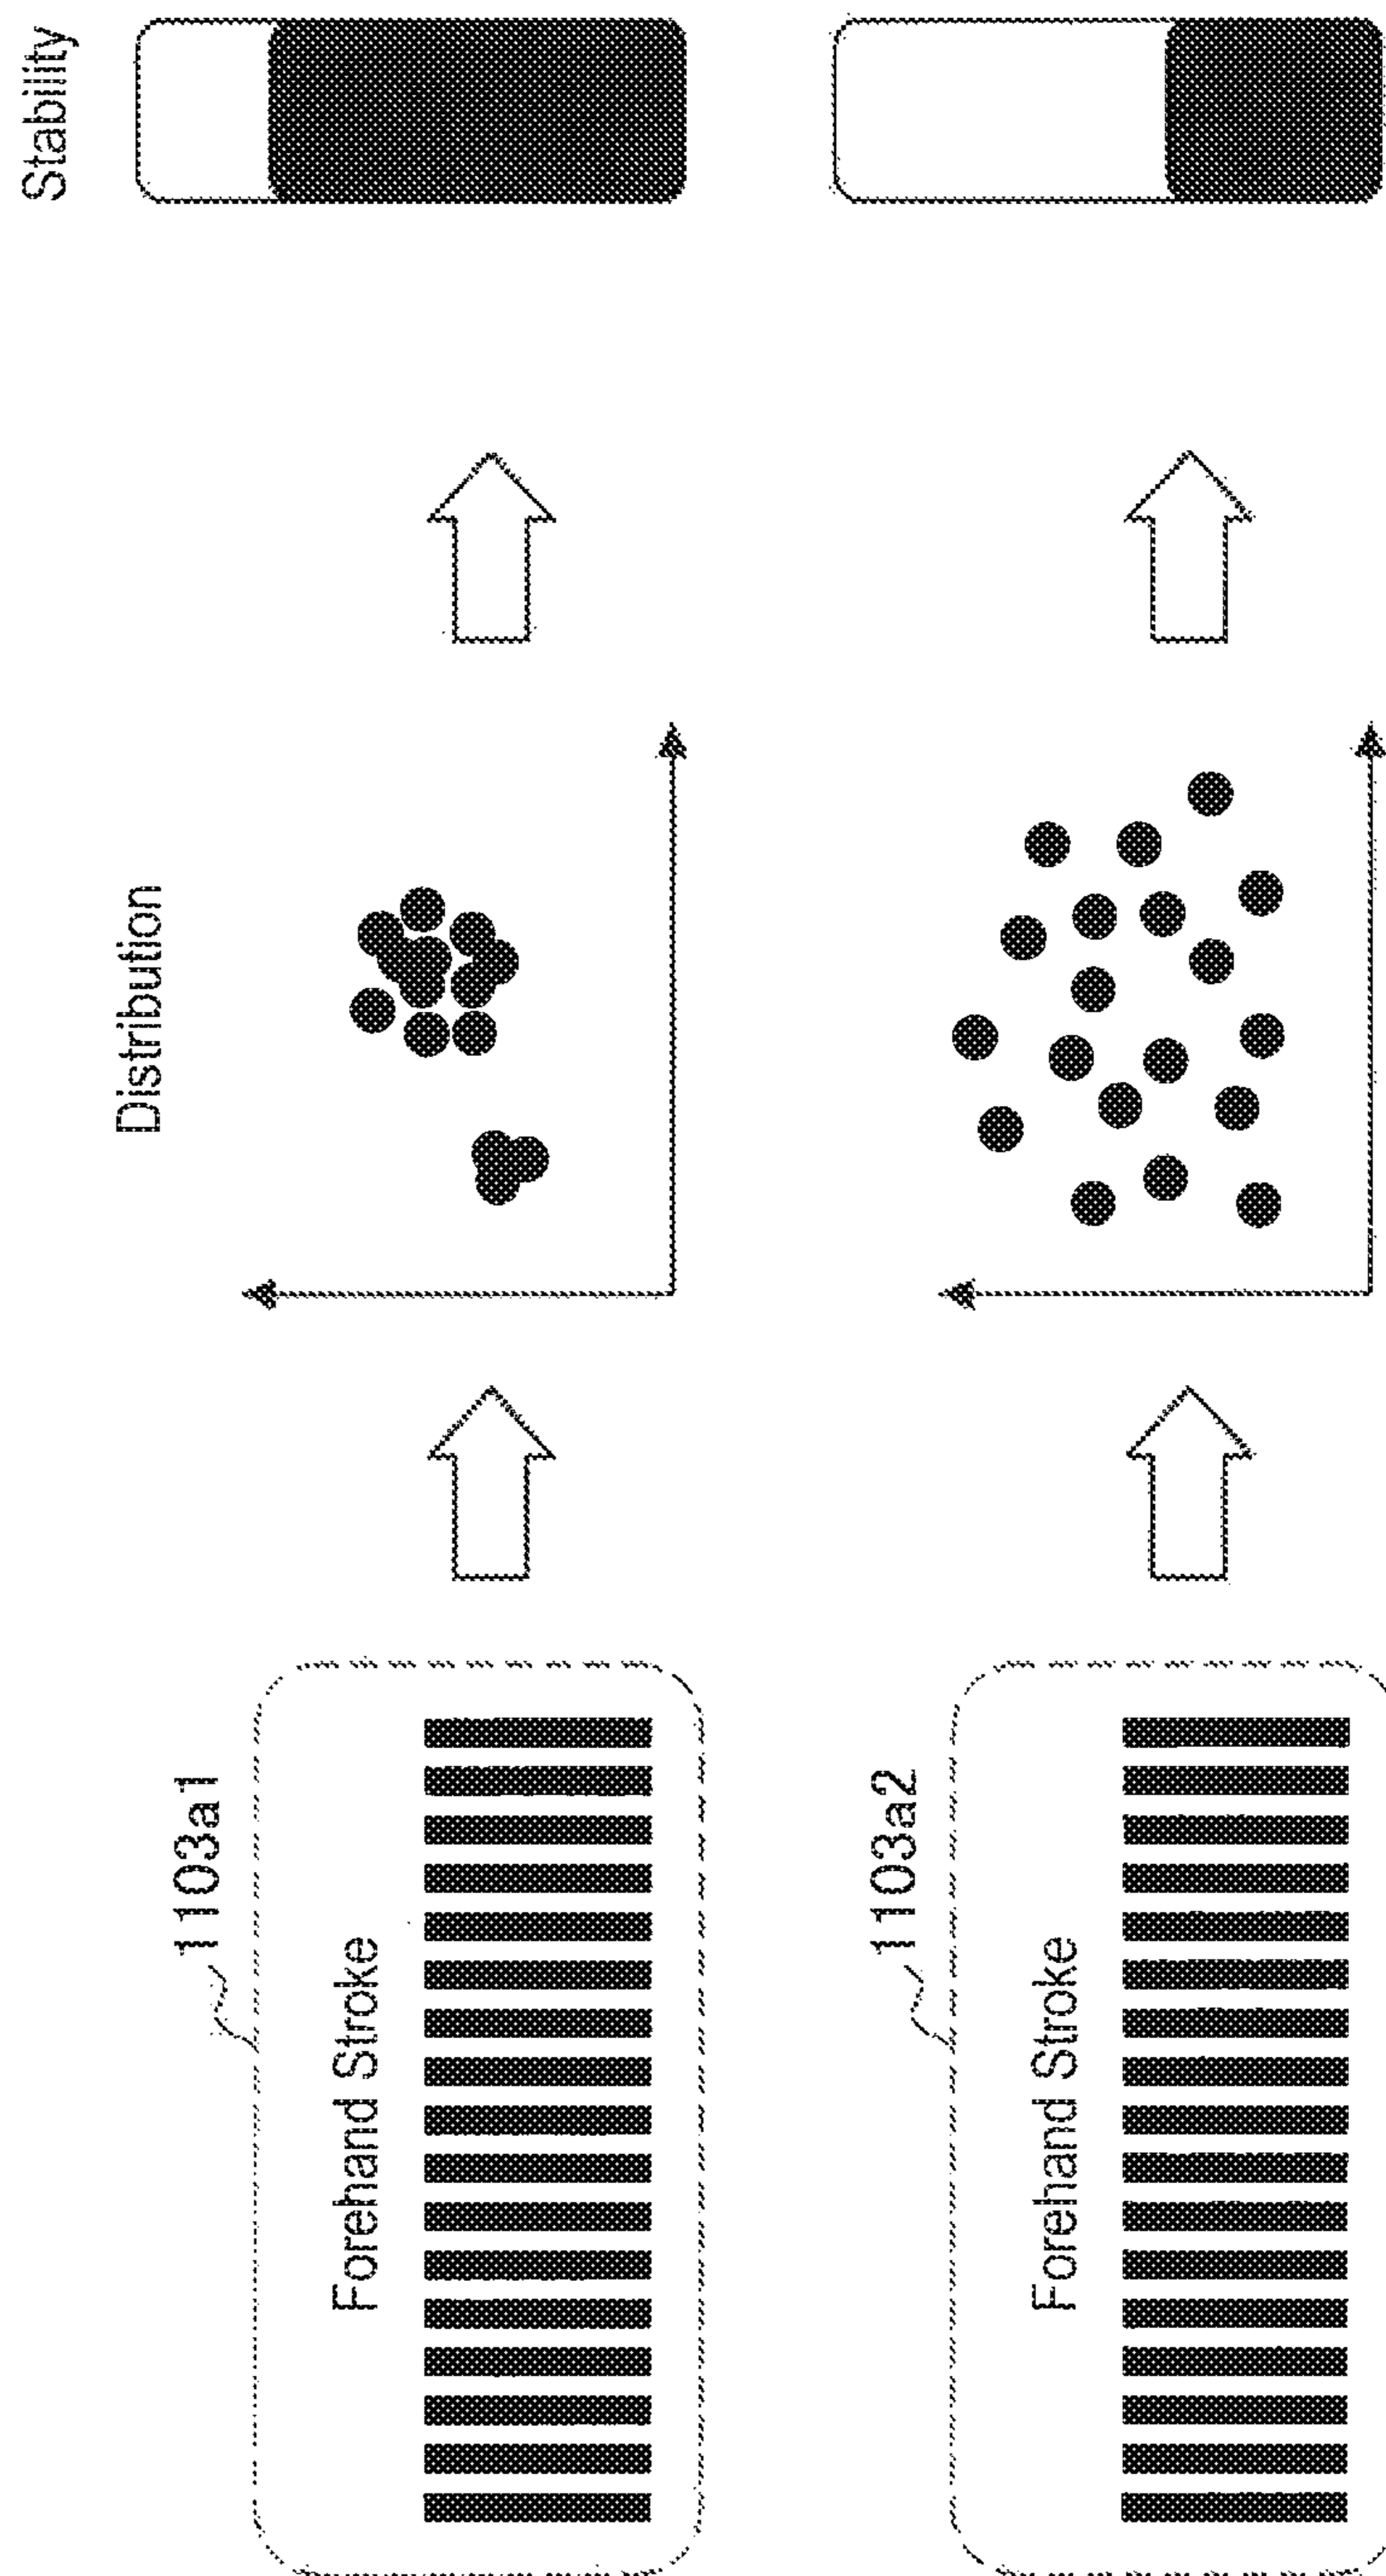 Distribution
Stability
1103a1
Forehand Stroke
1103a2
Forehand Stroke